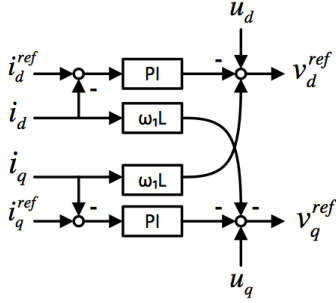 u_d
i_d^{ref} - PI - v_d^{ref}
i_d ω₁L
i_q ω₁L
i_q^{ref} - PI - - v_q^{ref}
u_q